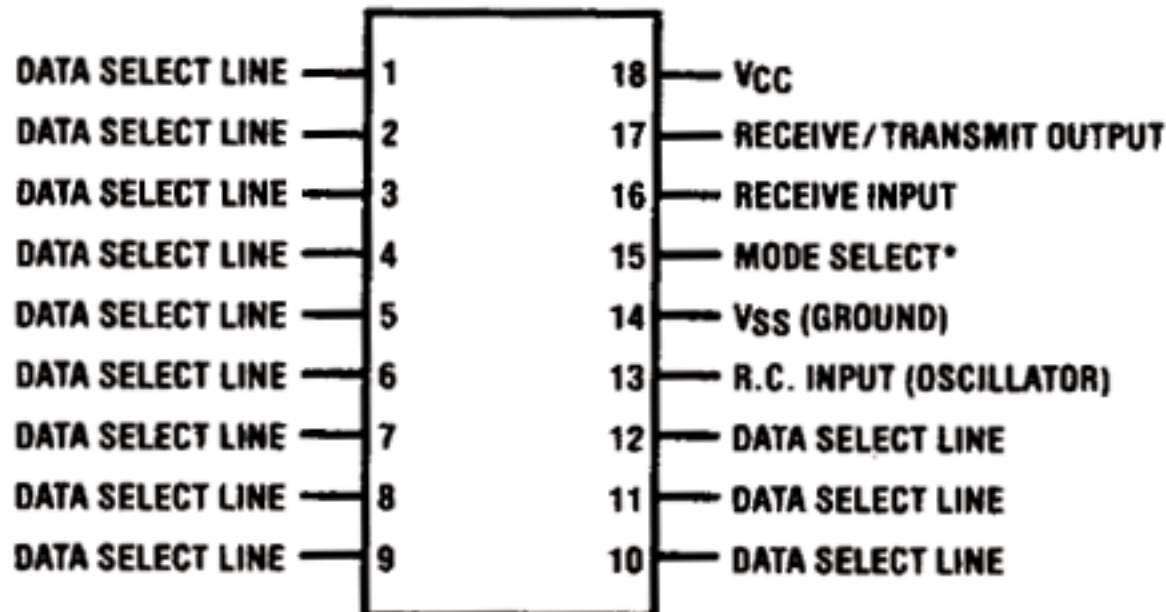 DATA SELECT LINE 1 18 VCC
DATA SELECT LINE 2 17 RECEIVE/TRANSMIT OUTPUT
DATA SELECT LINE 3 16 RECEIVE INPUT
DATA SELECT LINE 4 15 MODE SELECT*
DATA SELECT LINE 5 14 VSS (GROUND)
DATA SELECT LINE 6 13 R.C. INPUT (OSCILLATOR)
DATA SELECT LINE 7 12 DATA SELECT LINE
DATA SELECT LINE 8 11 DATA SELECT LINE
DATA SELECT LINE 9 10 DATA SELECT LINE